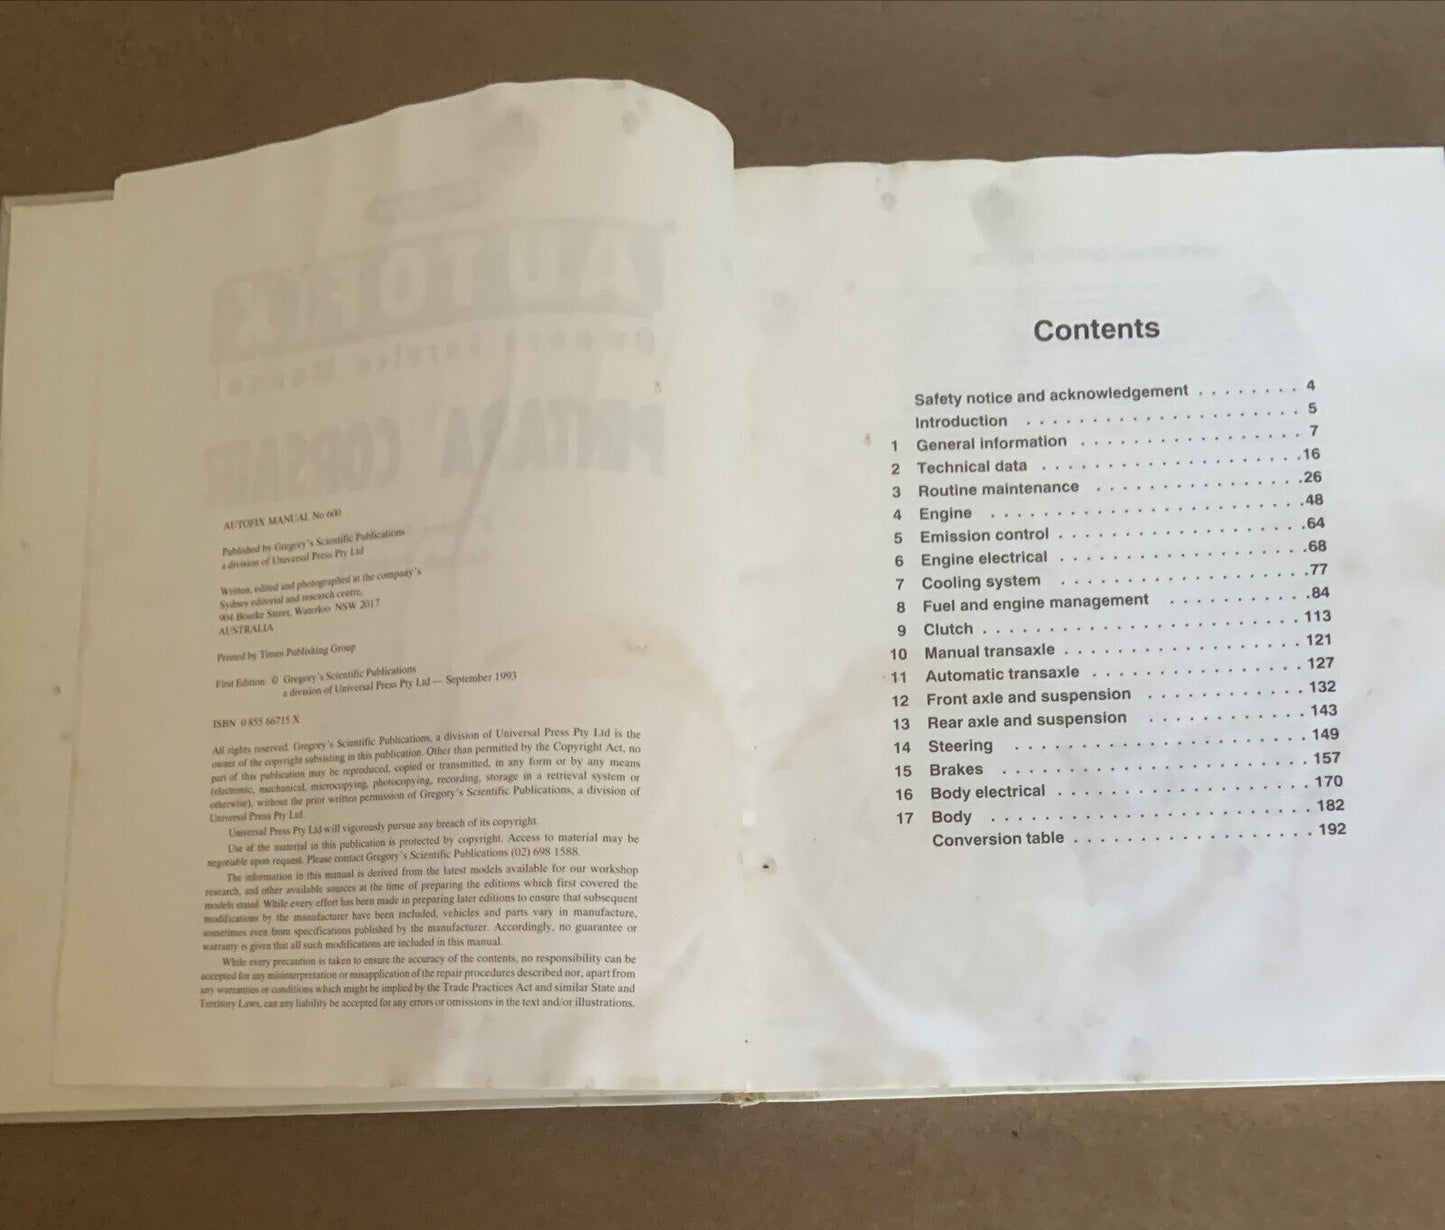 AUTOFIX MANUAL No 600
Published by Gregory's Scientific Publications
a division of Universal Press Pty Ltd
Written, edited and photographed at the company's
Sydney editorial and research centre,
904 Bourke Street, Waterloo NSW 2017
AUSTRALIA
Printed by Times Publishing Group
First Edition: © Gregory's Scientific Publications
a division of Universal Press Pty Ltd — September 1993
ISBN 0 855 66715 X
All rights reserved. Gregory's Scientific Publications, a division of Universal Press Pty Ltd is the
owner of the copyright subsisting in this publication. Other than permitted by the Copyright Act, no
part of this publication may be reproduced, copied or transmitted, in any form or by any means
(electronic, mechanical, microcopying, photocopying, recording, storage in a retrieval system or
otherwise), without the prior written permission of Gregory's Scientific Publications, a division of
Universal Press Pty Ltd.
Universal Press Pty Ltd will vigorously pursue any breach of its copyright.
Use of the material in this publication is protected by copyright. Access to material may be
negotiable upon request. Please contact Gregory's Scientific Publications (02) 698 1588.
The information in this manual is derived from the latest models available for our workshop
research, and other available sources at the time of preparing the editions which first covered the
models stated. While every effort has been made in preparing later editions to ensure that subsequent
modifications by the manufacturer have been included, vehicles and parts vary in manufacture,
sometimes even from specifications published by the manufacturer. Accordingly, no guarantee or
warranty is given that all such modifications are included in this manual.
While every precaution is taken to ensure the accuracy of the contents, no responsibility can be
accepted for any misinterpretation or misapplication of the repair procedures described nor, apart from
any warranties or conditions which might be implied by the Trade Practices Act and similar State and
Territory Laws, can any liability be accepted for any errors or omissions in the text and/or illustrations.
Contents
Safety notice and acknowledgement . . . . . . . . 4
Introduction . . . . . . . . . . . . . . . . . . . . . 5
1 General information . . . . . . . . . . . . . . . . . 7
2 Technical data . . . . . . . . . . . . . . . . . . . .16
3 Routine maintenance . . . . . . . . . . . . . . . .26
4 Engine . . . . . . . . . . . . . . . . . . . . . . . .48
5 Emission control . . . . . . . . . . . . . . . . . . .64
6 Engine electrical . . . . . . . . . . . . . . . . . . .68
7 Cooling system . . . . . . . . . . . . . . . . . . .77
8 Fuel and engine management . . . . . . . . . . .84
9 Clutch . . . . . . . . . . . . . . . . . . . . . . . . 113
10 Manual transaxle . . . . . . . . . . . . . . . . . . 121
11 Automatic transaxle . . . . . . . . . . . . . . . . 127
12 Front axle and suspension . . . . . . . . . . . . 132
13 Rear axle and suspension . . . . . . . . . . . . 143
14 Steering . . . . . . . . . . . . . . . . . . . . . . 149
15 Brakes . . . . . . . . . . . . . . . . . . . . . . . 157
16 Body electrical . . . . . . . . . . . . . . . . . . . 170
17 Body . . . . . . . . . . . . . . . . . . . . . . . . 182
Conversion table . . . . . . . . . . . . . . . . . . 192